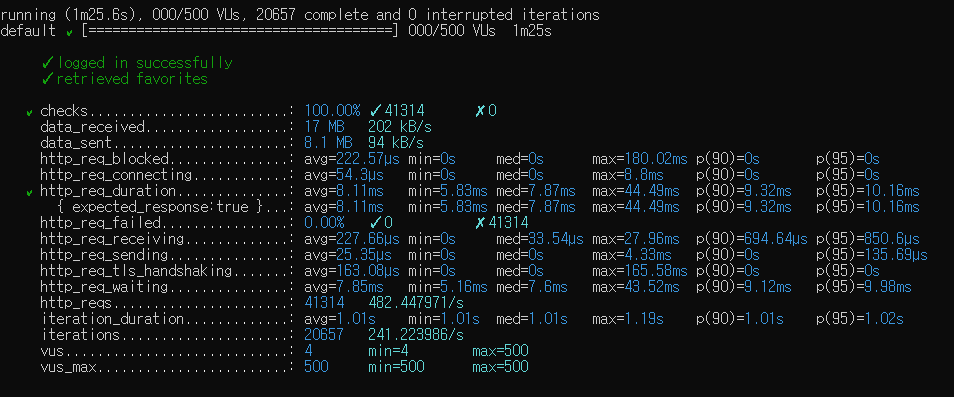 running (1m25.6s), 000/500 VUs, 20657 complete and 0 interrupted iterations
default ✓ [======================================] 000/500 VUs  1m25s

✓ logged in successfully
✓ retrieved favorites

✓ checks.........................: 100.00% ✓ 41314 ✗ 0
data_received..................: 17 MB 202 kB/s
data_sent......................: 8.1 MB 94 kB/s
http_req_blocked...............: avg=222.57µs min=0s med=0s max=180.02ms p(90)=0s p(95)=0s
http_req_connecting............: avg=54.3µs min=0s med=0s max=8.8ms p(90)=0s p(95)=0s
✓ http_req_duration..............: avg=8.11ms min=5.83ms med=7.87ms max=44.49ms p(90)=9.32ms p(95)=10.16ms
{ expected_response:true }...: avg=8.11ms min=5.83ms med=7.87ms max=44.49ms p(90)=9.32ms p(95)=10.16ms
http_req_failed................: 0.00% ✓ 0 ✗ 41314
http_req_receiving.............: avg=227.66µs min=0s med=33.54µs max=27.96ms p(90)=694.64µs p(95)=850.6µs
http_req_sending...............: avg=25.35µs min=0s med=0s max=4.33ms p(90)=0s p(95)=135.69µs
http_req_tls_handshaking.......: avg=163.08µs min=0s med=0s max=165.58ms p(90)=0s p(95)=0s
http_req_waiting...............: avg=7.85ms min=5.16ms med=7.6ms max=43.52ms p(90)=9.12ms p(95)=9.98ms
http_reqs......................: 41314 482.447971/s
iteration_duration.............: avg=1.01s min=1.01s med=1.01s max=1.19s p(90)=1.01s p(95)=1.02s
iterations.....................: 20657 241.223986/s
vus............................: 4 min=4 max=500
vus_max........................: 500 min=500 max=500